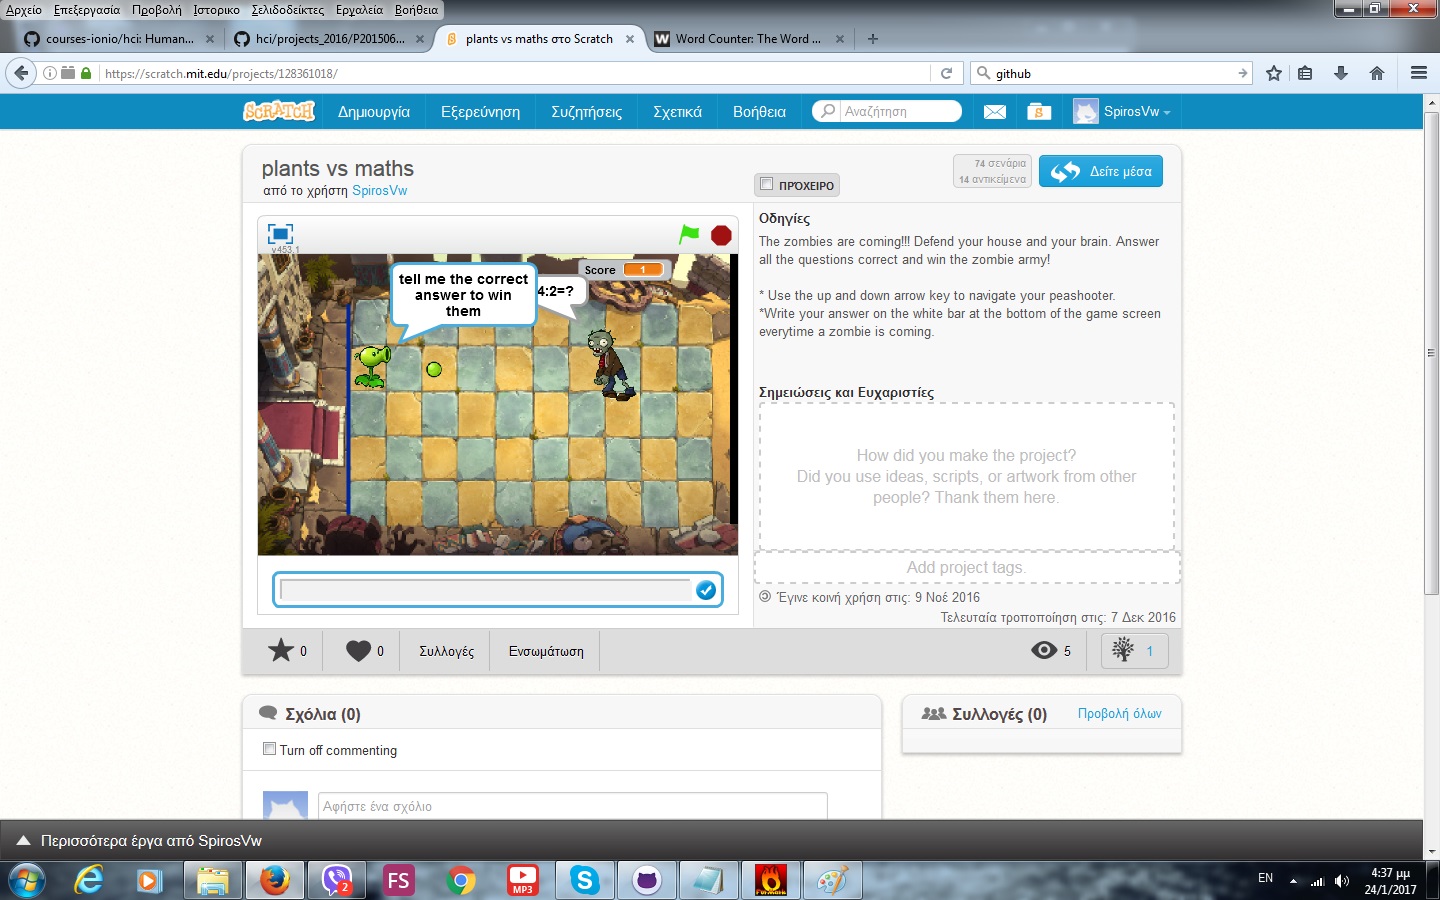 Αρχείο Επεξεργασία Προβολή Ιστορικο Σελιδοδείκτες Εργαλεία Βοήθεια
courses-ionio/hci: Human...
hci/projects_2016/P201506...
plants vs maths στο Scratch
W Word Counter: The Word ...
https://scratch.mit.edu/projects/128361018/
github
SCRATCH
Δημιουργία
Εξερεύνηση
Συζητήσεις
Σχετικά
Βοήθεια
Αναζήτηση
S
SpirosVw
plants vs maths
από το χρήστη SpirosVw
ΠΡΌΧΕΙΡΟ
74 σενάρια
14 αντικείμενα
Δείτε μέσα
v453.1
Score 1
tell me the correct
answer to win
them
4:2=?
Οδηγίες
The zombies are coming!!! Defend your house and your brain. Answer
all the questions correct and win the zombie army!
* Use the up and down arrow key to navigate your peashooter.
*Write your answer on the white bar at the bottom of the game screen
everytime a zombie is coming.
Σημειώσεις και Ευχαριστίες
How did you make the project?
Did you use ideas, scripts, or artwork from other
people? Thank them here.
Add project tags.
Έγινε κοινή χρήση στις: 9 Νοέ 2016
Τελευταία τροποποίηση στις: 7 Δεκ 2016
0
0
Συλλογές
Ενσωμάτωση
5
1
Σχόλια (0)
Turn off commenting
Αφήστε ένα σχόλιο
Συλλογές (0)
Προβολή όλων
Περισσότερα έργα από SpirosVw
2
FS
MP3
S
EN
4:37 μμ
24/1/2017